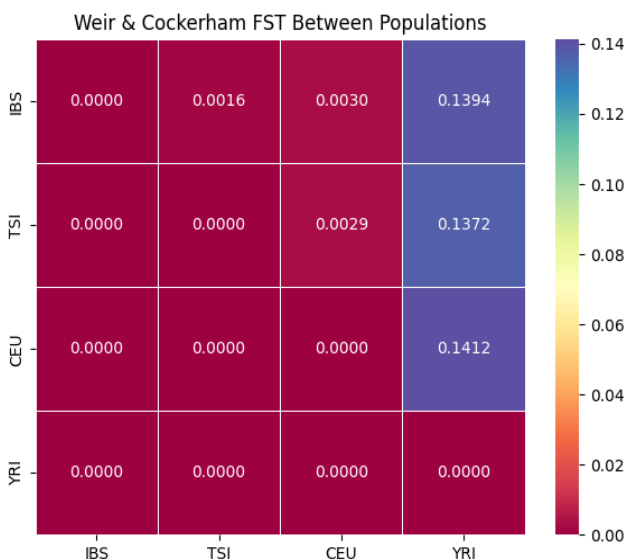 Weir & Cockerham FST Between Populations
IBS 0.0000 0.0016 0.0030 0.1394
TSI 0.0000 0.0000 0.0029 0.1372
CEU 0.0000 0.0000 0.0000 0.1412
YRI 0.0000 0.0000 0.0000 0.0000
IBS TSI CEU YRI
0.14
0.12
0.10
0.08
0.06
0.04
0.02
0.00